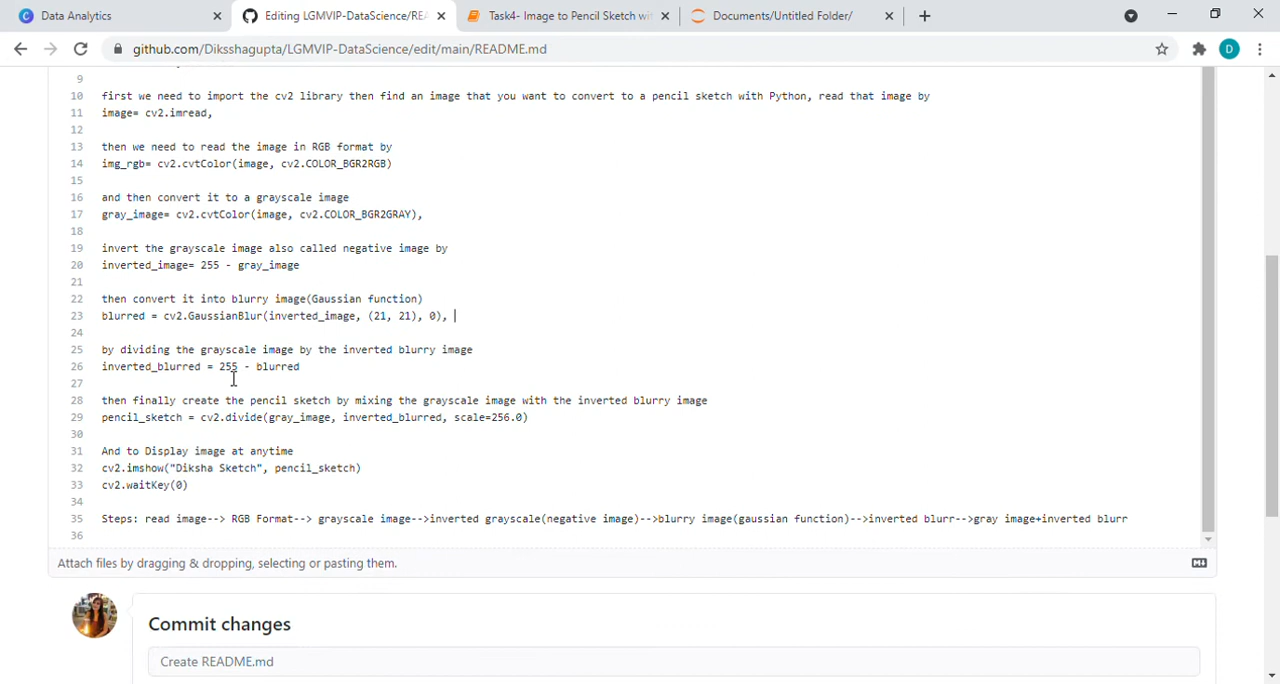 Data Analytics
Editing LGMVIP-DataScience/REA
Task4- Image to Pencil Sketch wit
Documents/Untitled Folder/
github.com/Diksshagupta/LGMVIP-DataScience/edit/main/README.md
D
9
10 first we need to import the cv2 library then find an image that you want to convert to a pencil sketch with Python, read that image by
11 image= cv2.imread,
12
13 then we need to read the image in RGB format by
14 img_rgb= cv2.cvtColor(image, cv2.COLOR_BGR2RGB)
15
16 and then convert it to a grayscale image
17 gray_image= cv2.cvtColor(image, cv2.COLOR_BGR2GRAY),
18
19 invert the grayscale image also called negative image by
20 inverted_image= 255 - gray_image
21
22 then convert it into blurry image(Gaussian function)
23 blurred = cv2.GaussianBlur(inverted_image, (21, 21), 0),
24
25 by dividing the grayscale image by the inverted blurry image
26 inverted_blurred = 255 - blurred
27
28 then finally create the pencil sketch by mixing the grayscale image with the inverted blurry image
29 pencil_sketch = cv2.divide(gray_image, inverted_blurred, scale=256.0)
30
31 And to Display image at anytime
32 cv2.imshow("Diksha Sketch", pencil_sketch)
33 cv2.waitKey(0)
34
35 Steps: read image--> RGB Format--> grayscale image-->inverted grayscale(negative image)-->blurry image(gaussian function)-->inverted blurr-->gray image+inverted blurr
36
Attach files by dragging & dropping, selecting or pasting them.
Commit changes
Create README.md